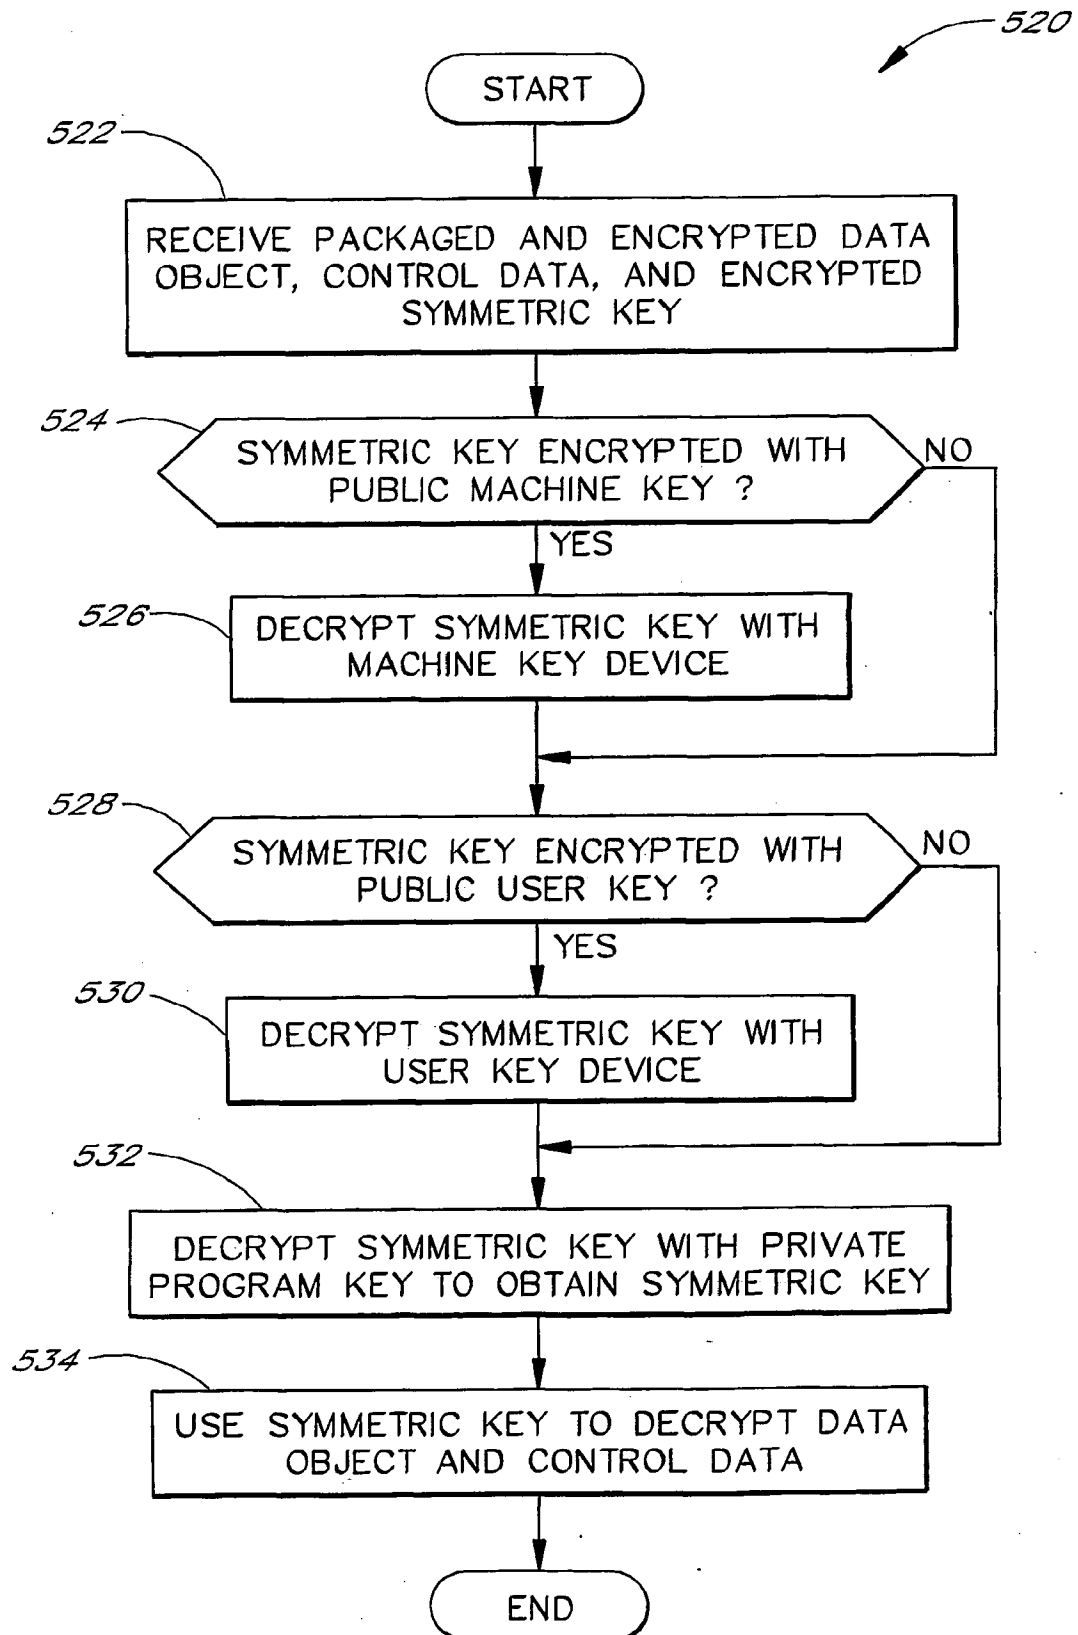 520
START
522
RECEIVE PACKAGED AND ENCRYPTED DATA
OBJECT, CONTROL DATA, AND ENCRYPTED
SYMMETRIC KEY
524
SYMMETRIC KEY ENCRYPTED WITH
PUBLIC MACHINE KEY ?
NO
YES
526
DECRYPT SYMMETRIC KEY WITH
MACHINE KEY DEVICE
528
SYMMETRIC KEY ENCRYPTED WITH
PUBLIC USER KEY ?
NO
YES
530
DECRYPT SYMMETRIC KEY WITH
USER KEY DEVICE
532
DECRYPT SYMMETRIC KEY WITH PRIVATE
PROGRAM KEY TO OBTAIN SYMMETRIC KEY
534
USE SYMMETRIC KEY TO DECRYPT DATA
OBJECT AND CONTROL DATA
END